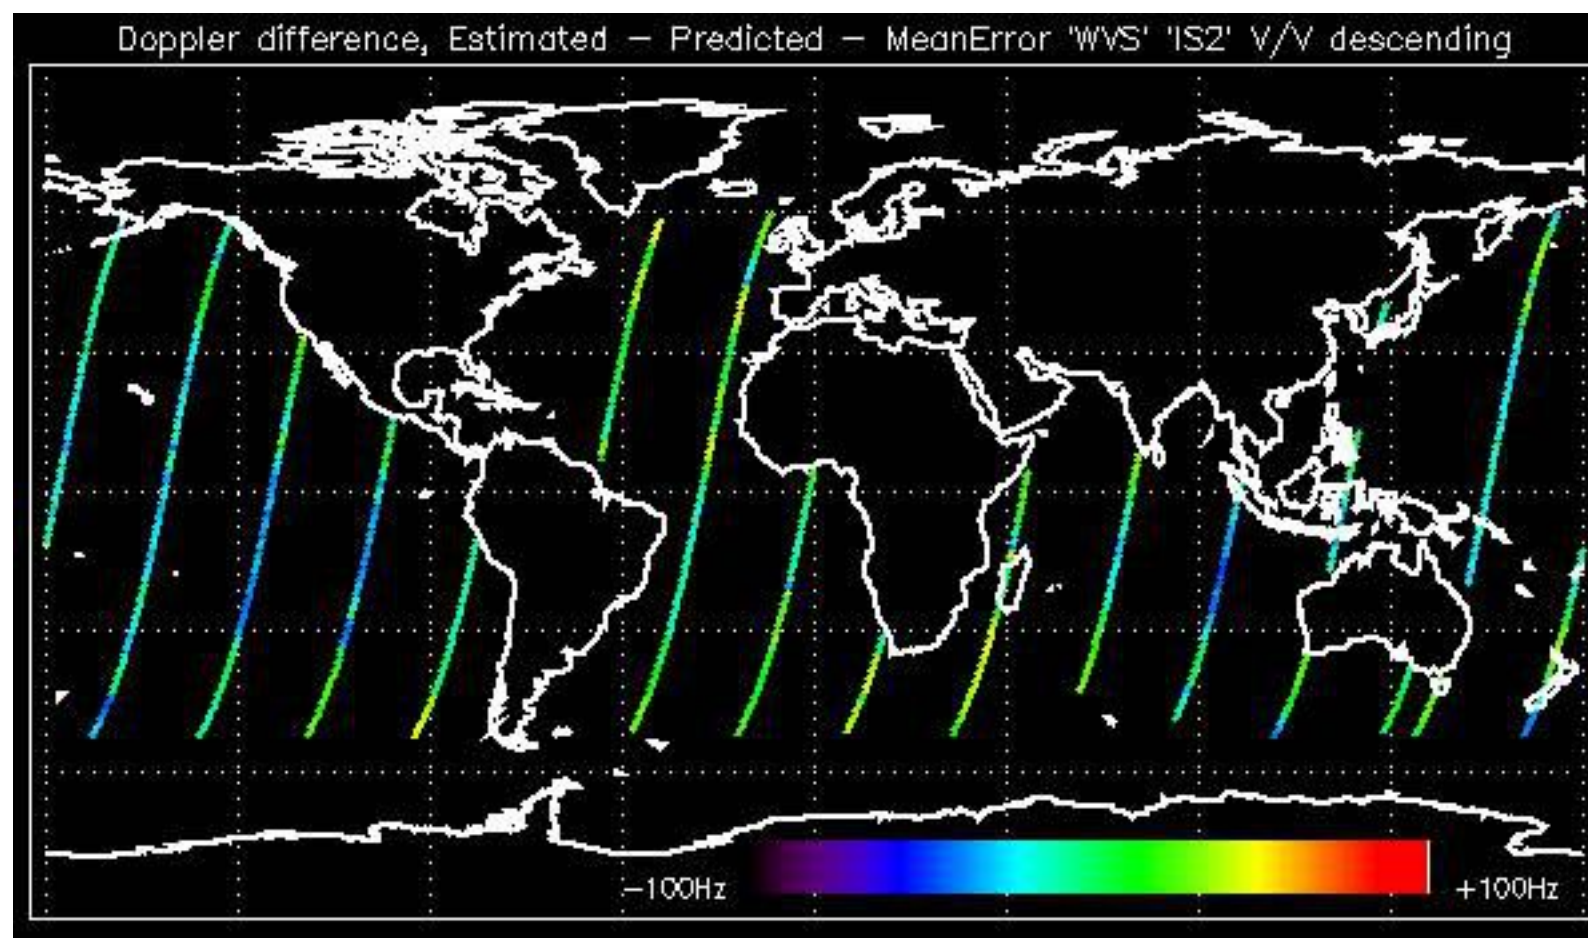 Doppler difference, Estimated – Predicted – MeanError 'WVS' 'IS2' V/V descending
−100Hz
+100Hz